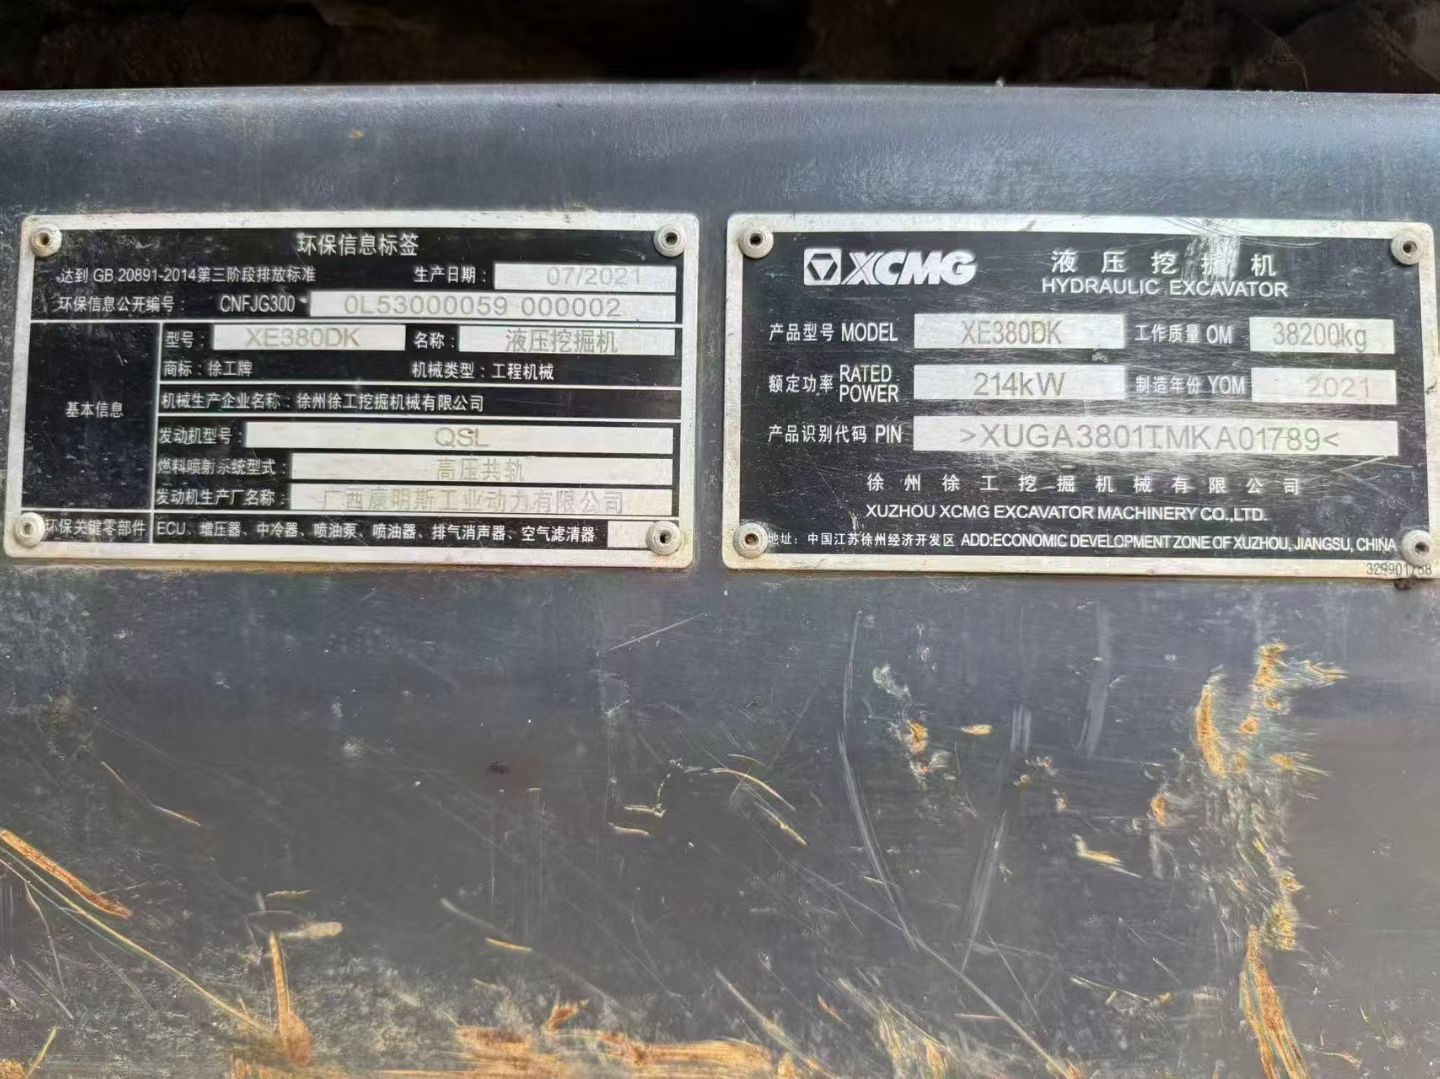 环保信息标签
达到 GB 20891-2014第三阶段排放标准 生产日期： 07/2021
环保信息公开编号： CNFJG300 0L53000059 000002
基本信息
型号： XE380DK 名称： 液压挖掘机
商标：徐工牌 机械类型：工程机械
机械生产企业名称：徐州徐工挖掘机械有限公司
发动机型号： QSL
燃料喷射系统型式： 高压共轨
发动机生产厂名称： 广西康明斯工业动力有限公司
环保关键零部件 ECU、增压器、中冷器、喷油泵、喷油器、排气消声器、空气滤清器
XCMG 液压挖掘机
HYDRAULIC EXCAVATOR
产品型号 MODEL XE380DK 工作质量 OM 38200kg
额定功率 RATED POWER 214kW 制造年份 YOM 2021
产品识别代码 PIN >XUGA3801TMKA01789<
徐州徐工挖掘机械有限公司
XUZHOU XCMG EXCAVATOR MACHINERY CO.,LTD.
地址：中国江苏徐州经济开发区 ADD:ECONOMIC DEVELOPMENT ZONE OF XUZHOU, JIANGSU, CHINA
329901758